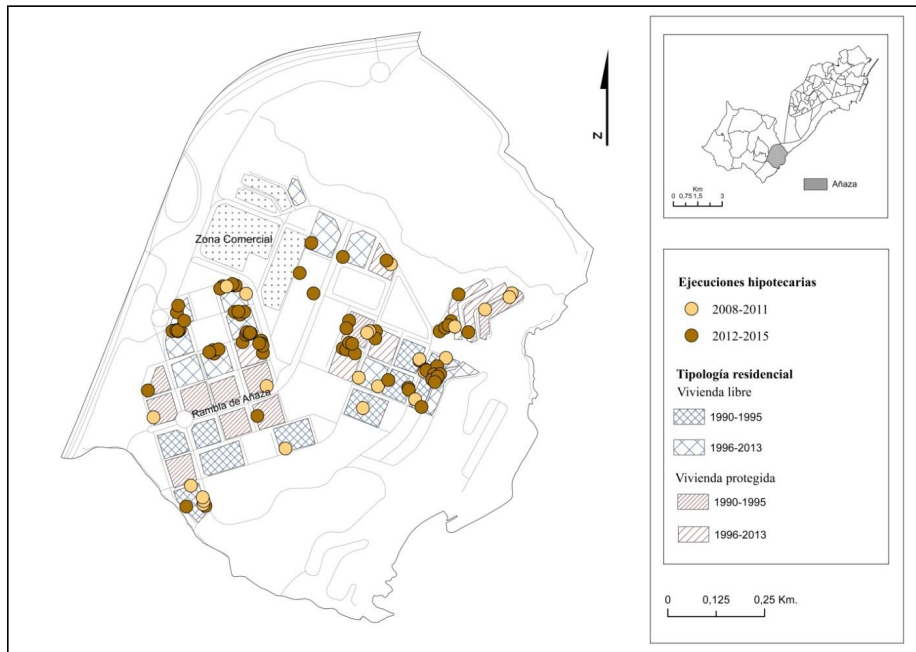 Zona Comercial
Rambla de Añaza
N
Km
0 0,75 1,5 3
Añaza
Ejecuciones hipotecarias
2008-2011
2012-2015
Tipología residencial
Vivienda libre
1990-1995
1996-2013
Vivienda protegida
1990-1995
1996-2013
0 0,125 0,25 Km.